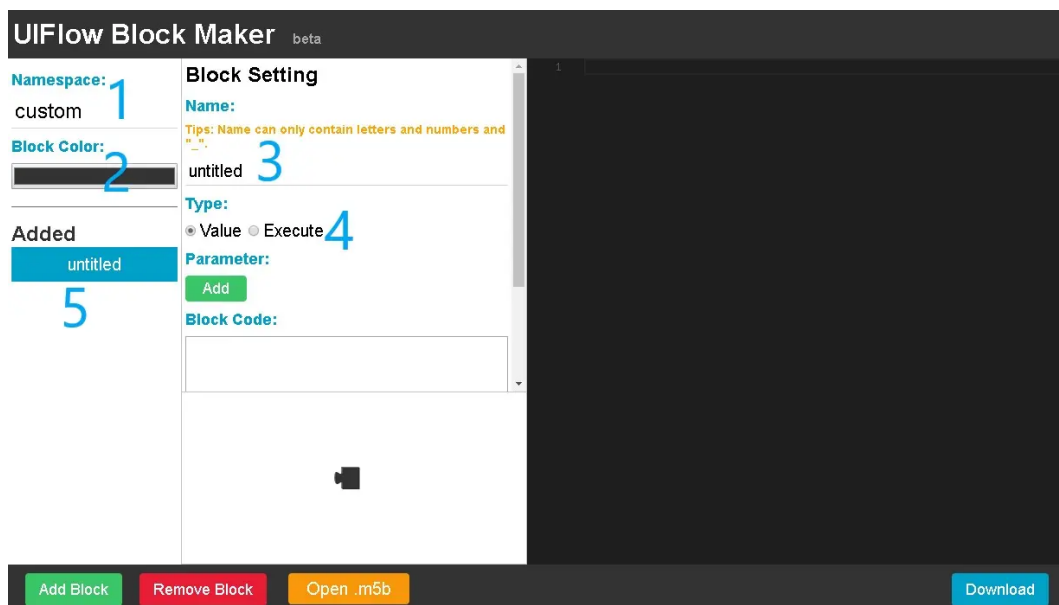 UIFlow Block Maker beta
Namespace:
1
custom
Block Color:
2
Added
untitled
5
Block Setting
Name:
Tips: Name can only contain letters and numbers and
"_".
untitled
3
Type:
Value Execute
4
Parameter:
Add
Block Code:
1
Add Block
Remove Block
Open .m5b
Download